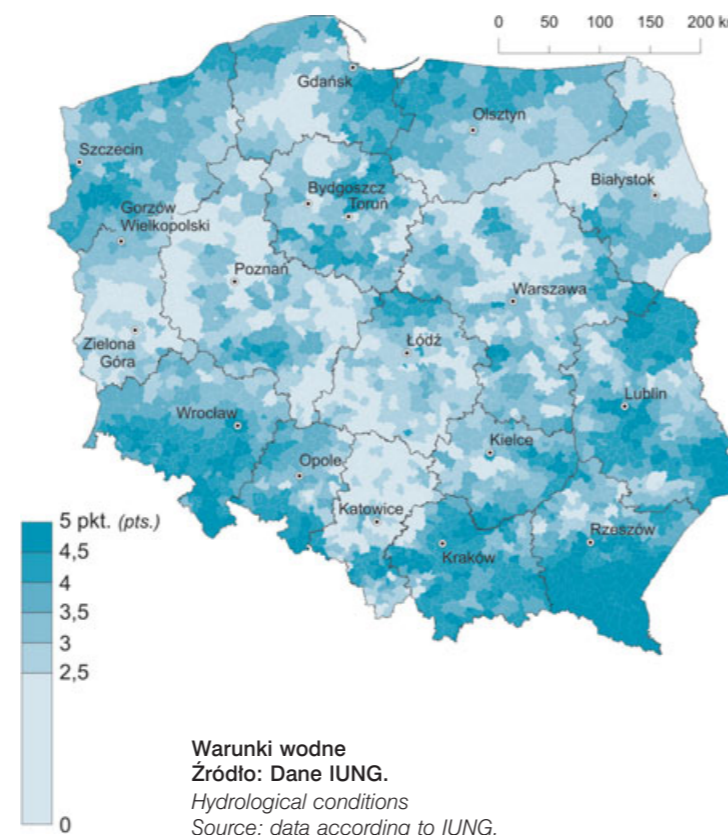 0 50 100 150 200 km
Gdańsk
Olsztyn
Szczecin
Białystok
Bydgoszcz
Toruń
Gorzów
Wielkopolski
Poznań
Warszawa
Zielona
Góra
Łódź
Lublin
Wrocław
Kielce
Opole
Katowice
Rzeszów
Kraków
5 pkt. (pts.)
4,5
4
3,5
3
2,5
0
Warunki wodne
Źródło: Dane IUNG.
Hydrological conditions
Source: data according to IUNG.